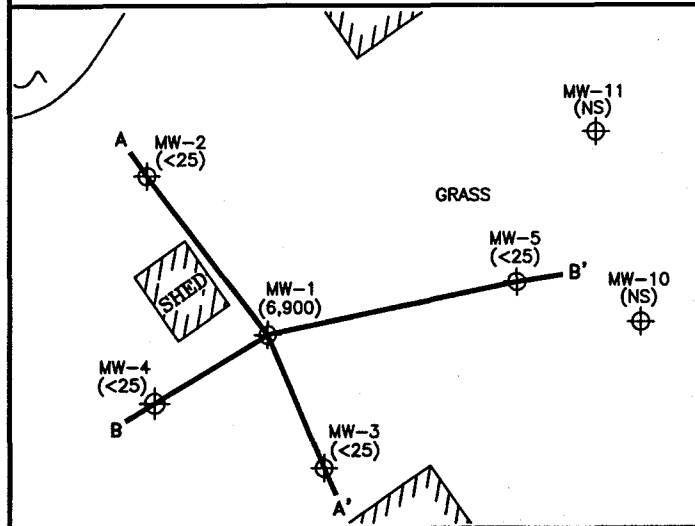 MW-11
(NS)
A
MW-2
(<25)
GRASS
MW-5
(<25)
B'
MW-10
(NS)
SHED
MW-1
(6,900)
MW-4
(<25)
B
MW-3
(<25)
A'